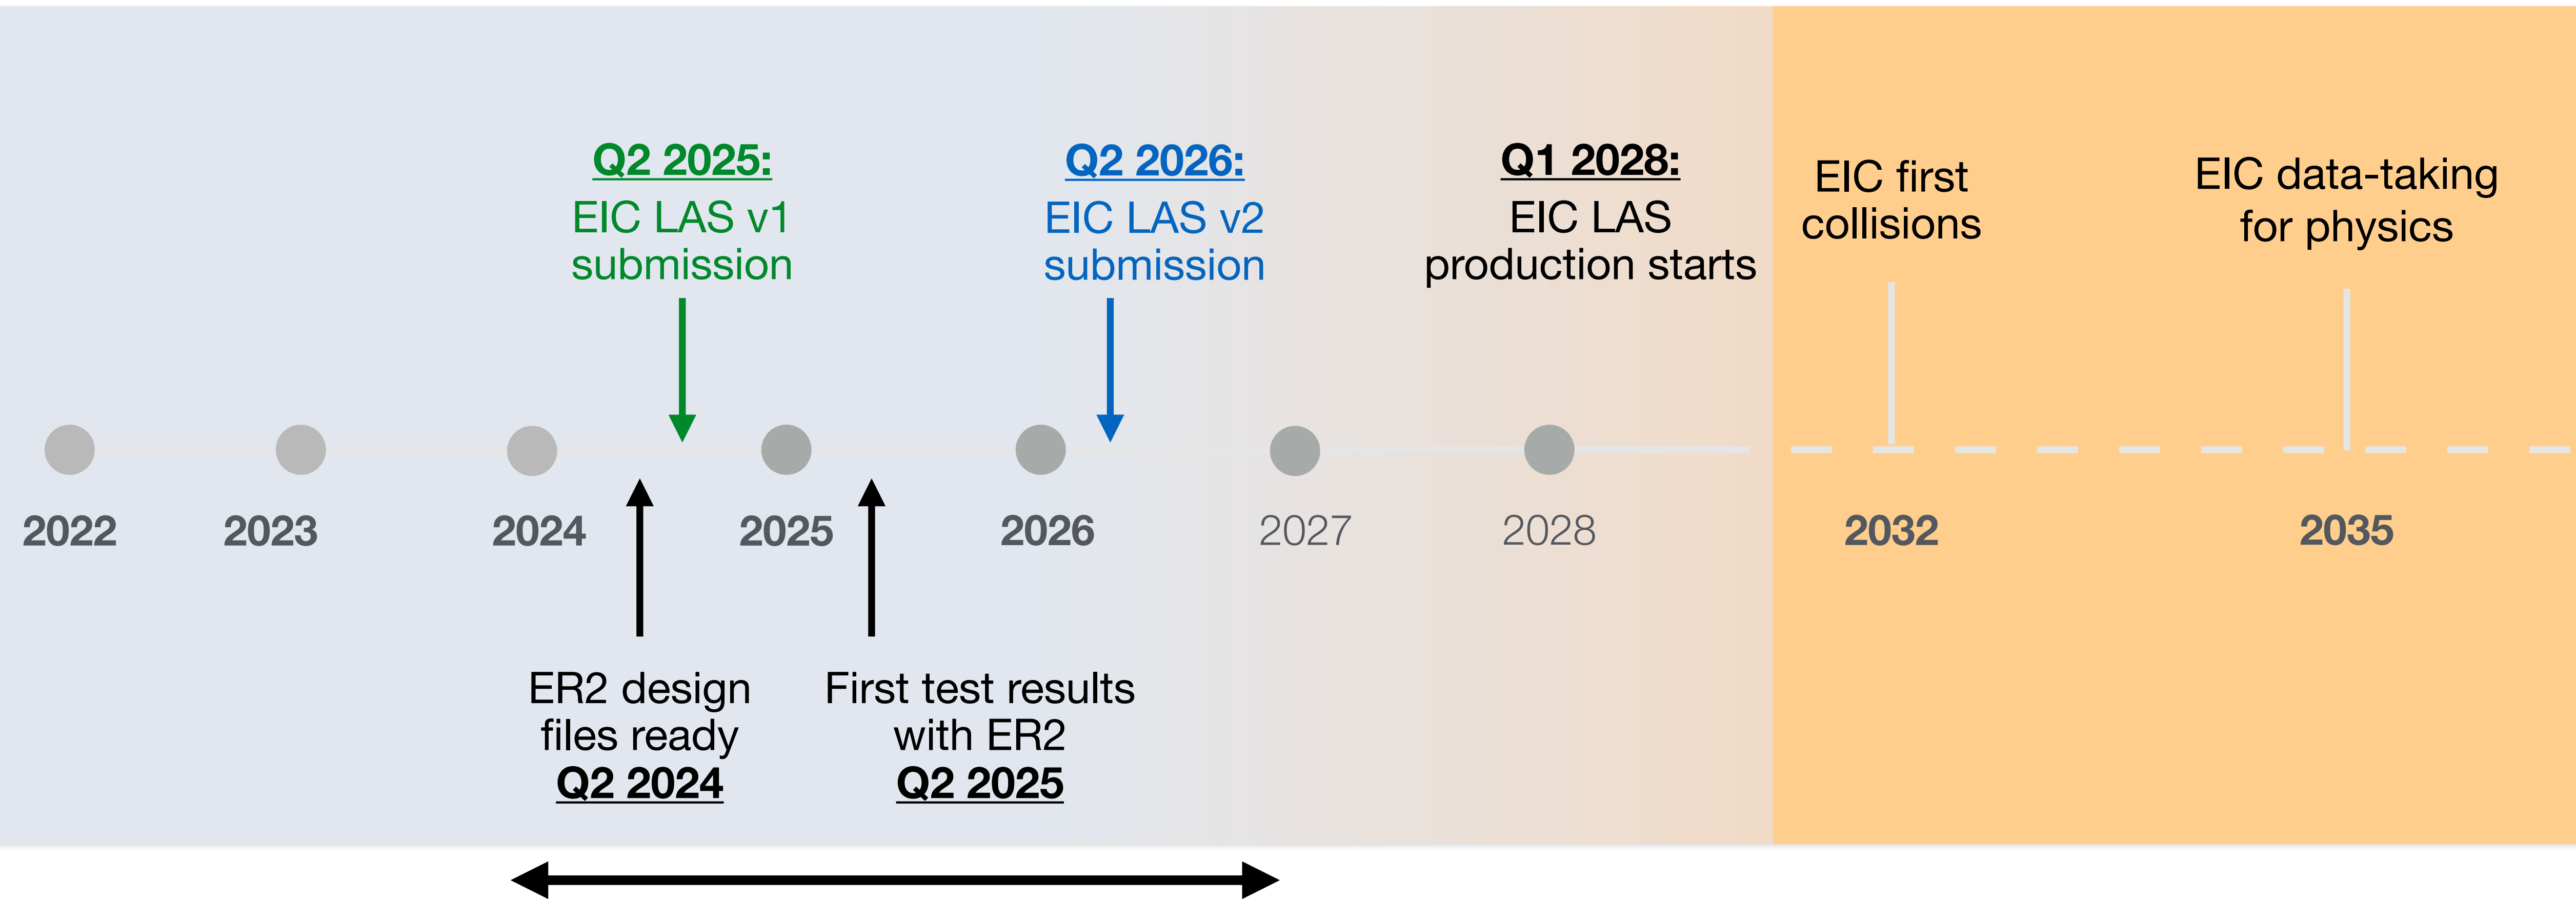 Q2 2025:
EIC LAS v1
submission
Q2 2026:
EIC LAS v2
submission
Q1 2028:
EIC LAS
production starts
EIC first
collisions
EIC data-taking
for physics
2022
2023
2024
2025
2026
2027
2028
2032
2035
ER2 design
files ready
Q2 2024
First test results
with ER2
Q2 2025